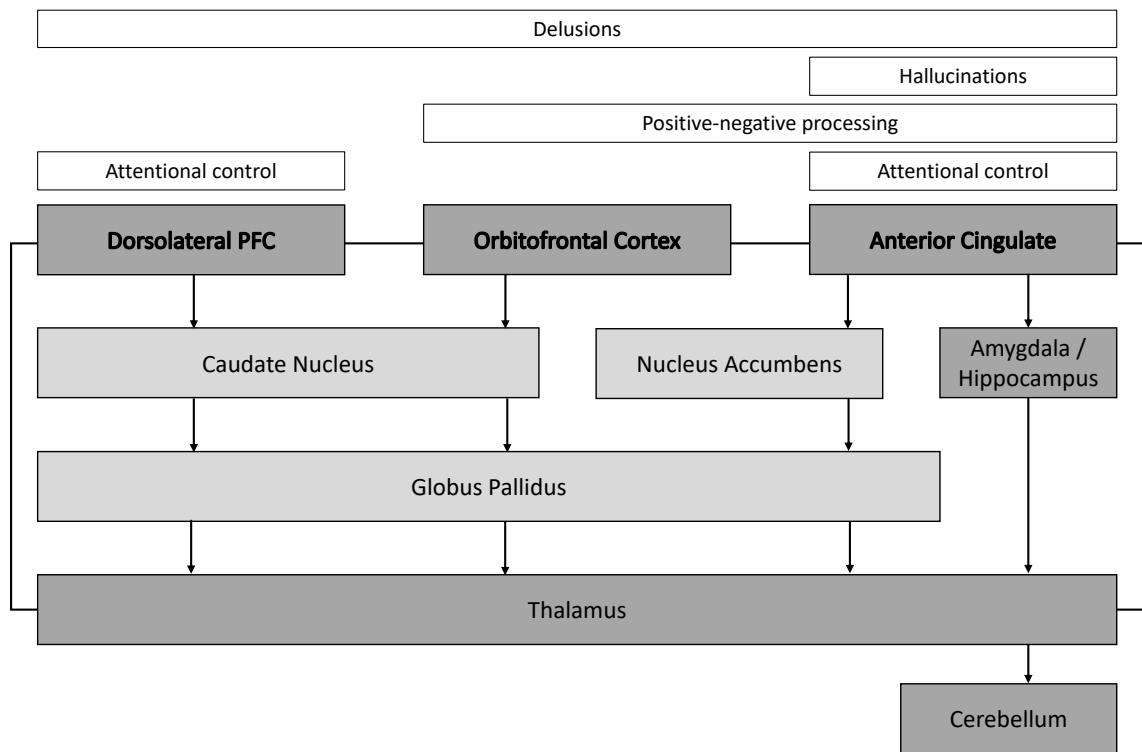 Delusions
Hallucinations
Positive-negative processing
Attentional control
Attentional control
Dorsolateral PFC
Orbitofrontal Cortex
Anterior Cingulate
Caudate Nucleus
Nucleus Accumbens
Amygdala /
Hippocampus
Globus Pallidus
Thalamus
Cerebellum